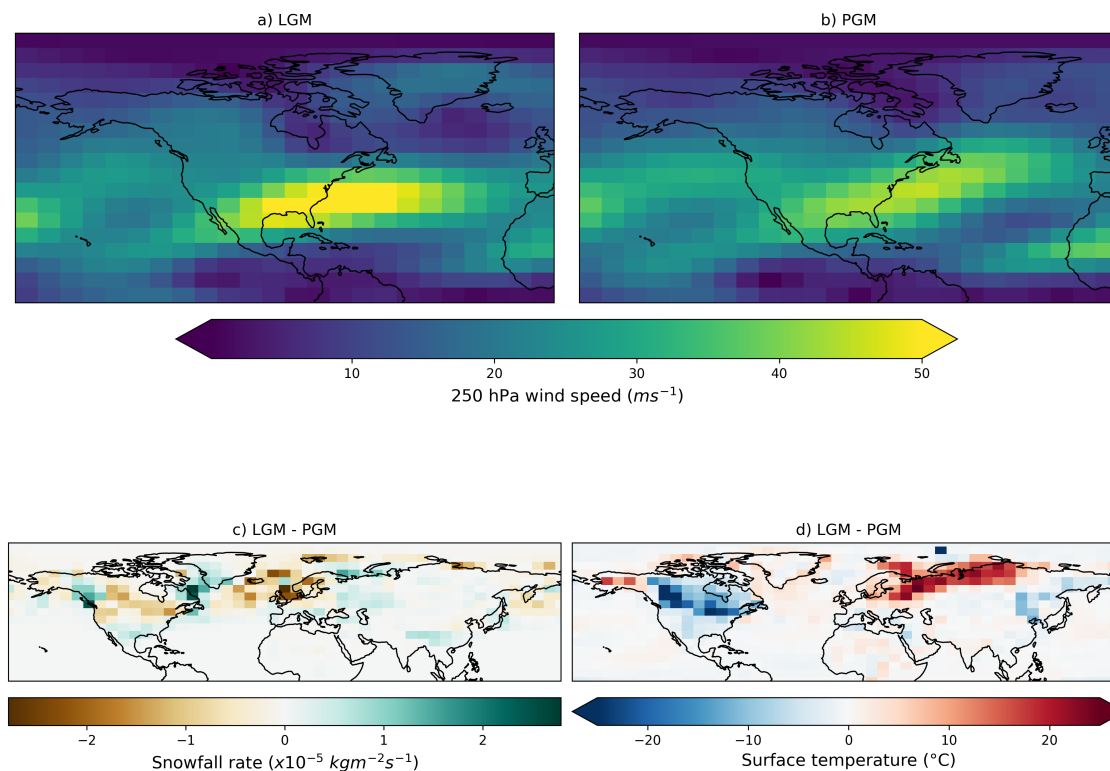 a) LGM
b) PGM
10 20 30 40 50
250 hPa wind speed (ms⁻¹)
c) LGM - PGM
d) LGM - PGM
−2 −1 0 1 2
Snowfall rate (x10⁻⁵ kgm⁻²s⁻¹)
−20 −10 0 10 20
Surface temperature (°C)